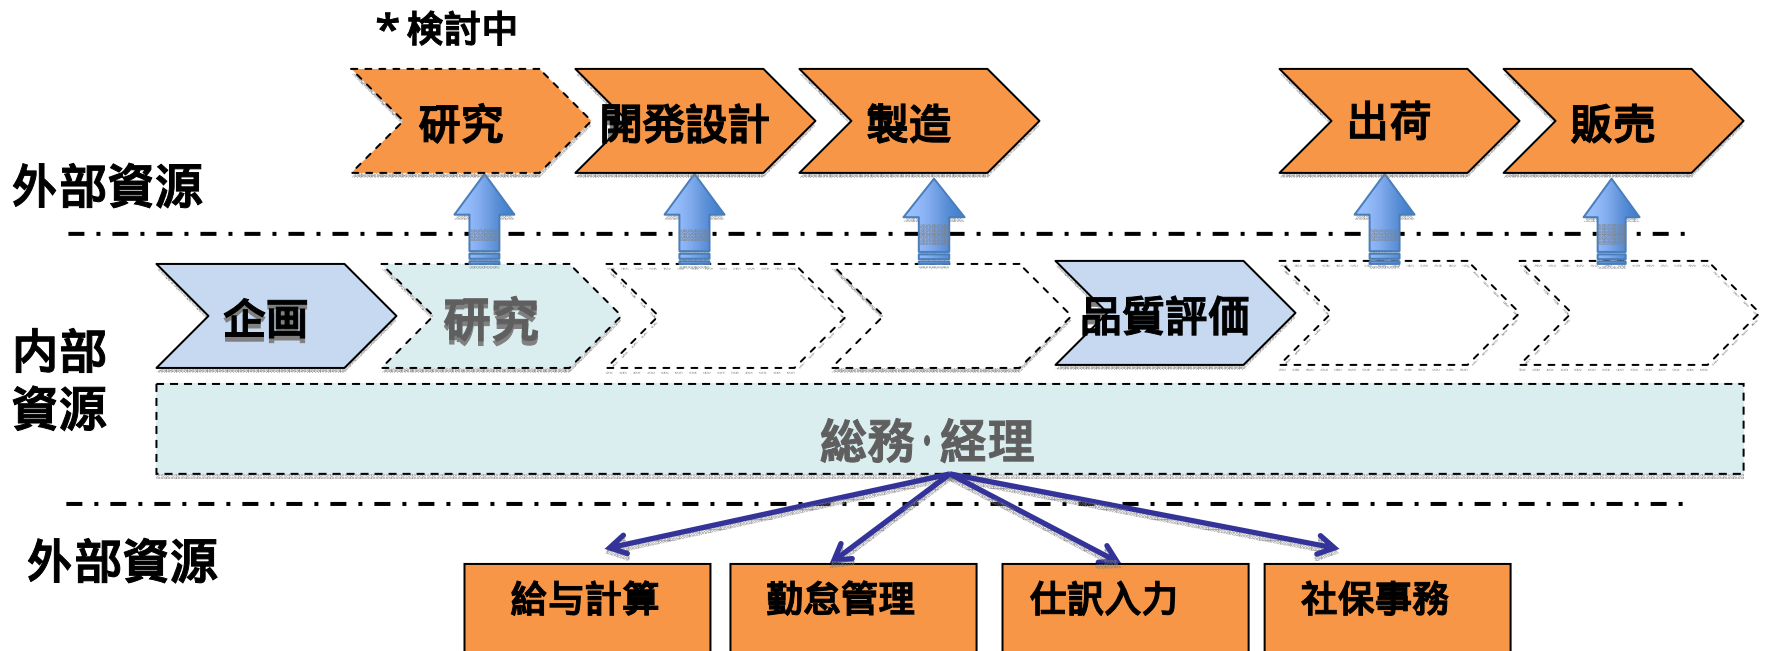 *検討中
研究
開発設計
製造
出荷
販売
外部資源
企画
研究
品質評価
内部
資源
総務・経理
外部資源
給与計算
勤怠管理
仕訳入力
社保事務